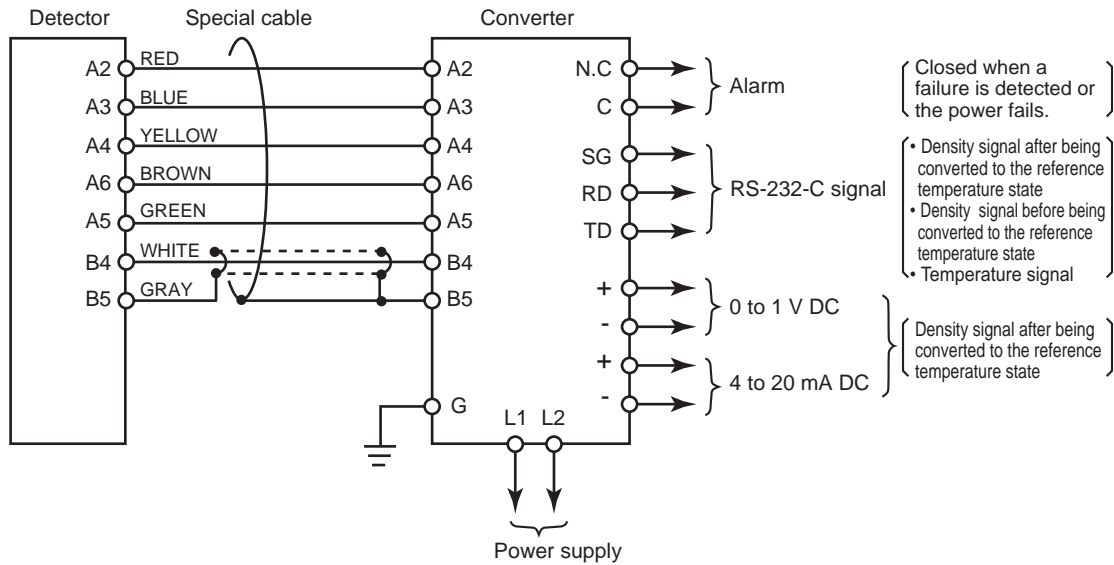 Detector Special cable Converter
A2 RED A2 N.C
Alarm
Closed when a
failure is detected or
the power fails.
A3 BLUE A3 C
A4 YELLOW A4 SG
A6 BROWN A6 RD
RS-232-C signal
A5 GREEN A5 TD
• Density signal after being
converted to the reference
temperature state
• Density signal before being
converted to the reference
temperature state
• Temperature signal
B4 WHITE B4
B5 GRAY B5 +
0 to 1 V DC
-
+
4 to 20 mA DC
-
Density signal after being
converted to the reference
temperature state
G
L1 L2
Power supply